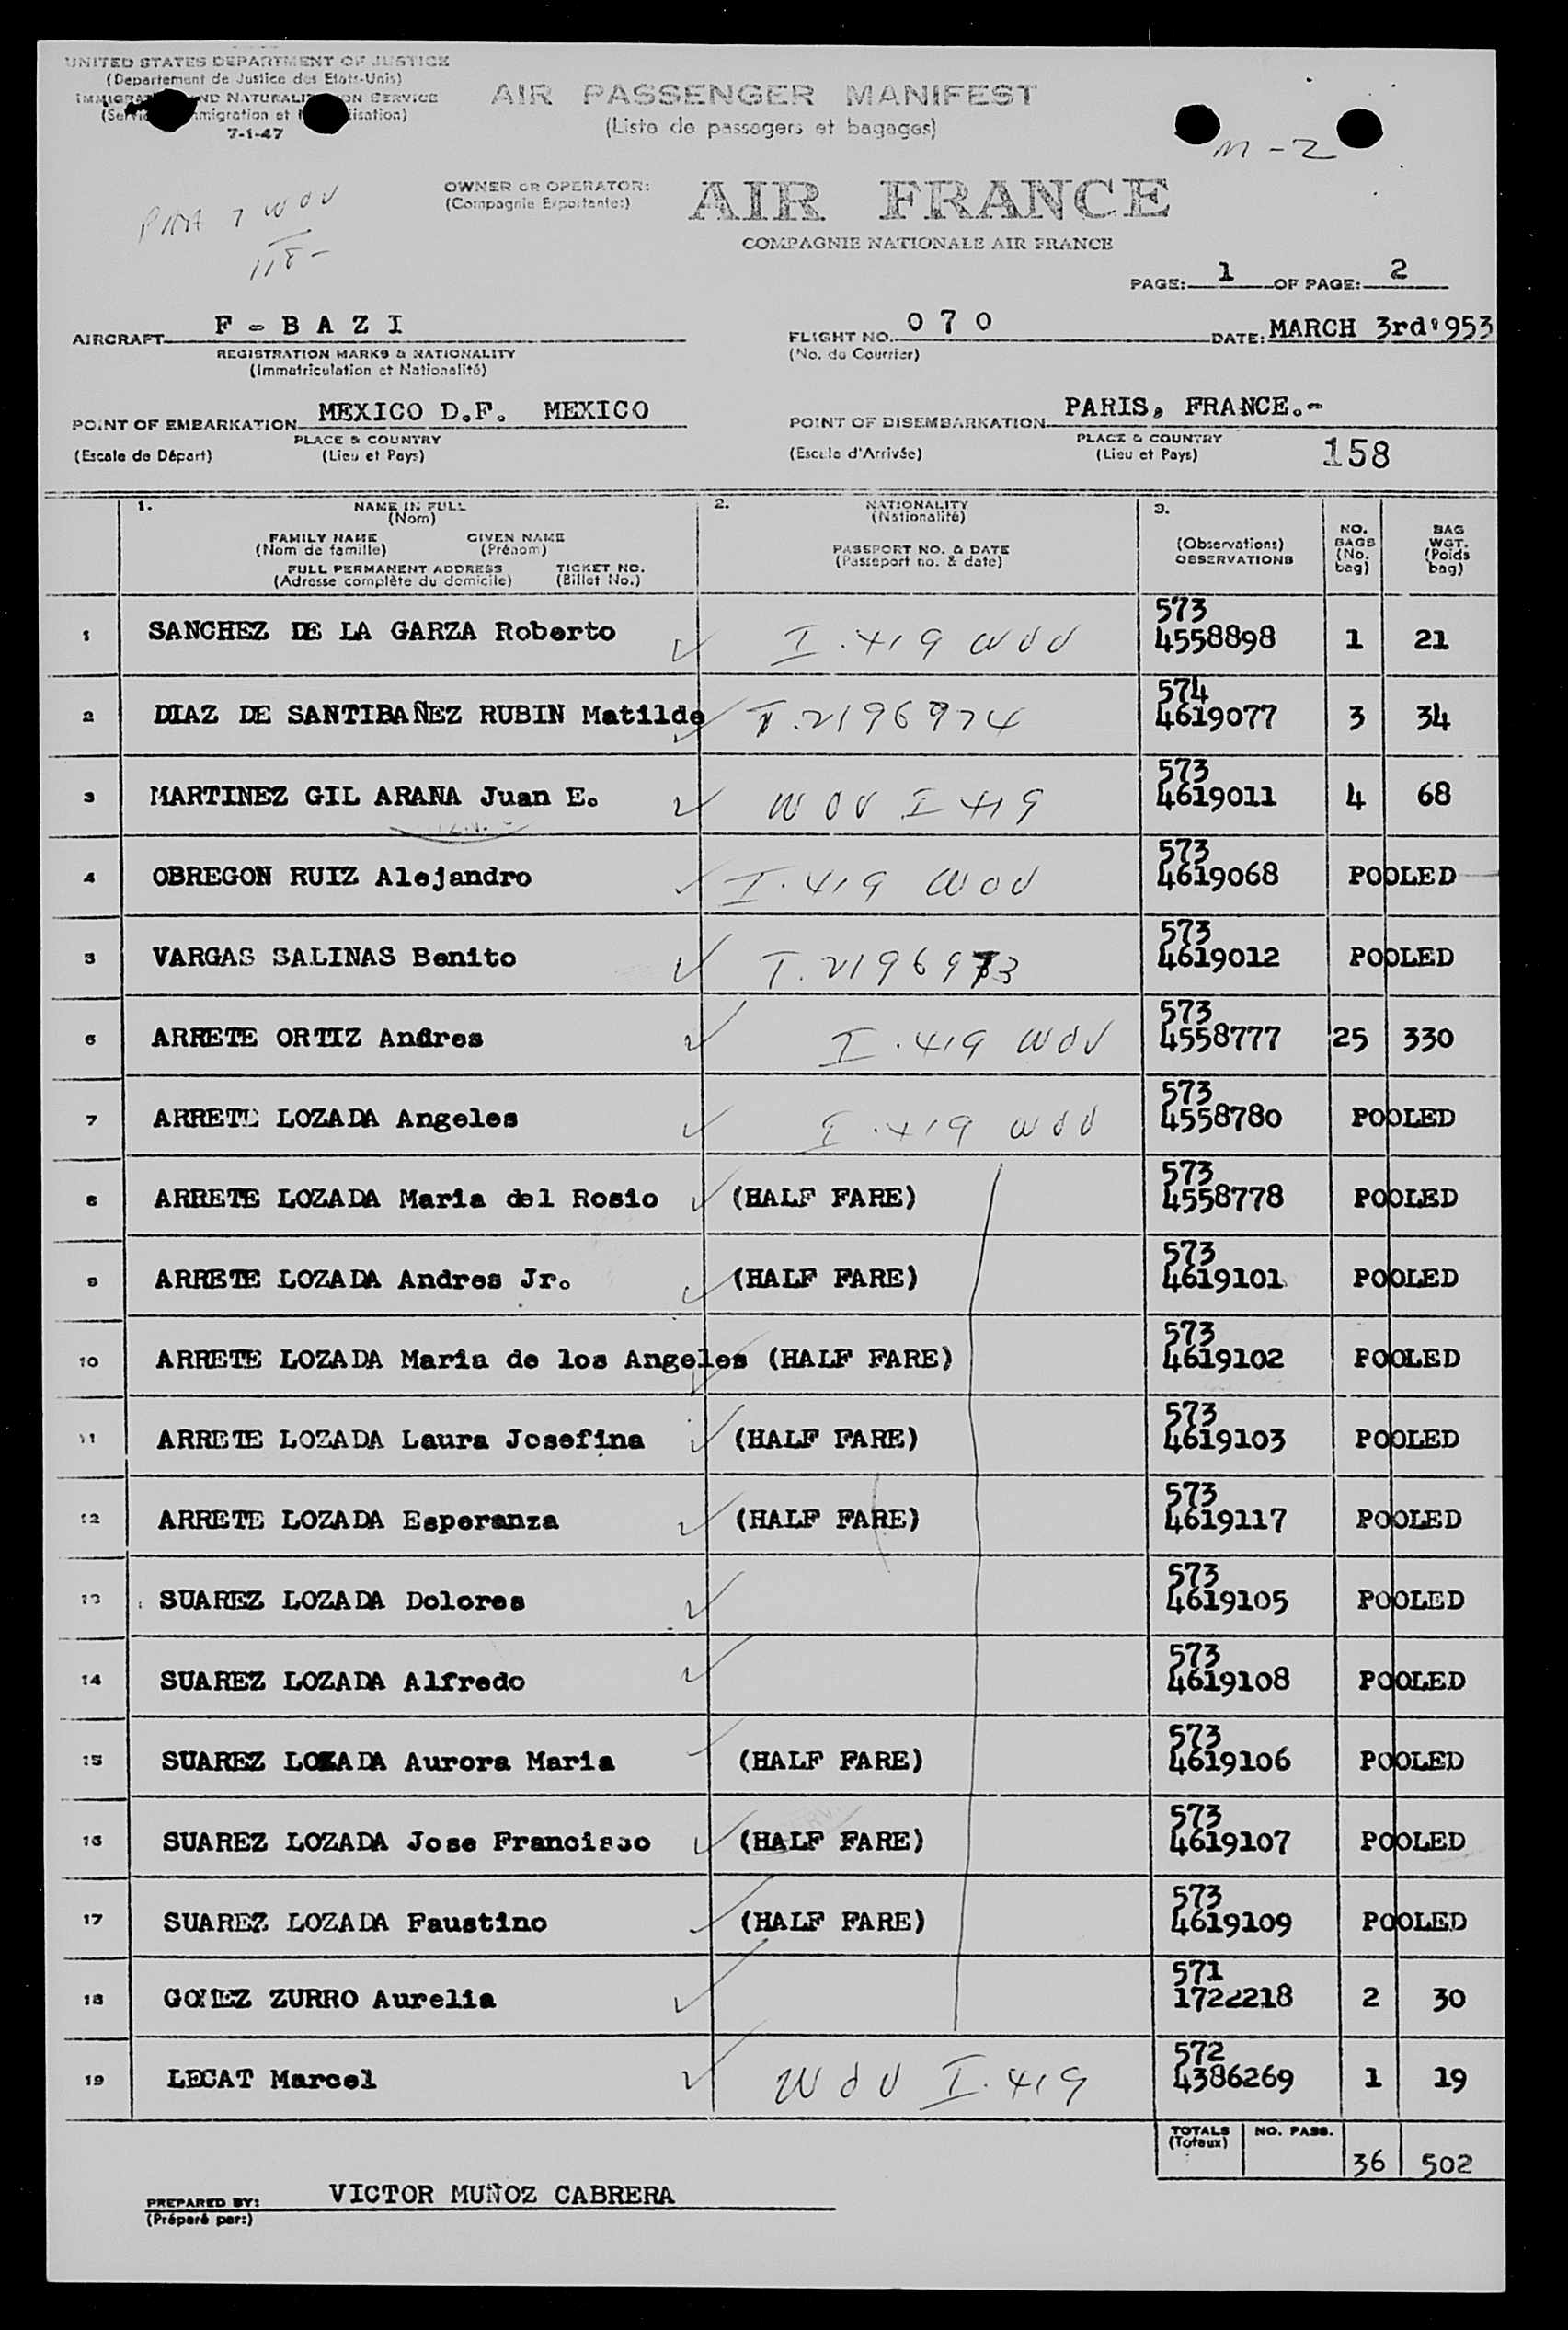 UNITED STATES DEPARTMENT OF JUSTICE
(Departement de Justice des Etats-Unis)
IMMIGRATION AND NATURALIZATION SERVICE
7-1-47
AIR PASSENGER MANIFEST
(Liste de passagers et bagages)
M-2
OWNER OR OPERATOR:
(Compagnie Exportante:)
AIR FRANCE
COMPAGNIE NATIONALE AIR FRANCE
PAGE: 1 OF PAGE: 2
AIRCRAFT F-BAZI
REGISTRATION MARKS & NATIONALITY
(Immatriculation et Nationalité)
FLIGHT NO. 070
(No. du Courrier)
DATE: MARCH 3rd'953
POINT OF EMBARKATION MEXICO D.F. MEXICO
PLACE & COUNTRY
(Escale de Départ) (Lieu et Pays)
POINT OF DISEMBARKATION PARIS, FRANCE.-
PLACE & COUNTRY
(Escale d'Arrivée) (Lieu et Pays)
158
1. NAME IN FULL
(Nom)
FAMILY NAME GIVEN NAME
(Nom de famille) (Prénom)
FULL PERMANENT ADDRESS TICKET NO.
(Adresse complète du domicile) (Billet No.)
2. NATIONALITY
(Nationalité)
PASSPORT NO. & DATE
(Passeport no. & date)
3.
(Observations)
OBSERVATIONS
NO. BAGS (No. bag)
BAG WGT. (Poids bag)
573
1 SANCHEZ DE LA GARZA Roberto I.419 WOV 4558898 1 21
574
2 DIAZ DE SANTIBAÑEZ RUBIN Matilde T.2196974 4619077 3 34
573
3 MARTINEZ GIL ARANA Juan E. WOV I 419 4619011 4 68
573
4 OBREGON RUIZ Alejandro I.419 WOV 4619068 POOLED
573
5 VARGAS SALINAS Benito T.2196973 4619012 POOLED
573
6 ARRETE ORTIZ Andres I.419 WOV 4558777 25 330
573
7 ARRETE LOZADA Angeles I.419 WOV 4558780 POOLED
573
8 ARRETE LOZADA Maria del Rosio (HALF FARE) 4558778 POOLED
573
9 ARRETE LOZADA Andres Jr. (HALF FARE) 4619101 POOLED
573
10 ARRETE LOZADA Maria de los Angeles (HALF FARE) 4619102 POOLED
573
11 ARRETE LOZADA Laura Josefina (HALF FARE) 4619103 POOLED
573
12 ARRETE LOZADA Esperanza (HALF FARE) 4619117 POOLED
573
13 SUAREZ LOZADA Dolores 4619105 POOLED
573
14 SUAREZ LOZADA Alfredo 4619108 POOLED
573
15 SUAREZ LOZADA Aurora Maria (HALF FARE) 4619106 POOLED
573
16 SUAREZ LOZADA Jose Francisco (HALF FARE) 4619107 POOLED
573
17 SUAREZ LOZADA Faustino (HALF FARE) 4619109 POOLED
571
18 GOMEZ ZURRO Aurelia 1722218 2 30
572
19 LECAT Marcel WOV I.419 4386269 1 19
TOTALS NO. PASS.
(Totaux)
36 502
PREPARED BY: VICTOR MUÑOZ CABRERA
(Préparé par:)